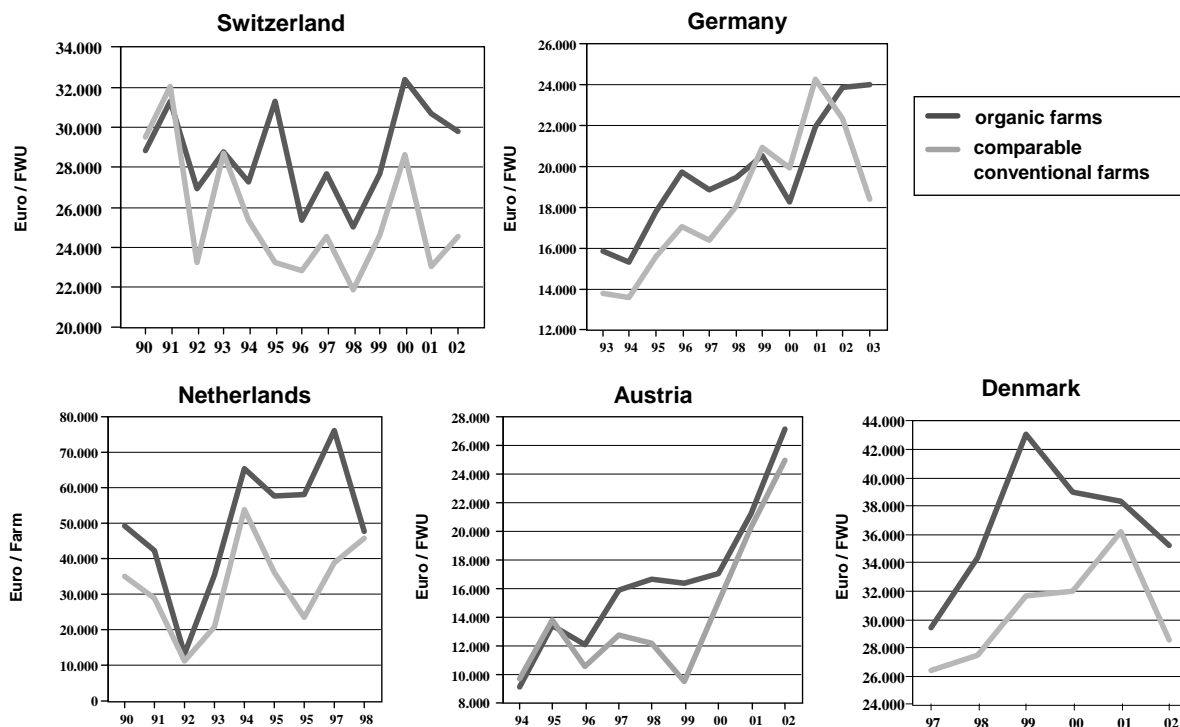 Switzerland
34.000
32.000
30.000
28.000
26.000
24.000
22.000
20.000
Euro / FWU
90 91 92 93 94 95 96 97 98 99 00 01 02
Germany
26.000
24.000
22.000
20.000
18.000
16.000
14.000
12.000
Euro / FWU
93 94 95 96 97 98 99 00 01 02 03
organic farms
comparable
conventional farms
Netherlands
80.000
70.000
60.000
50.000
40.000
30.000
20.000
10.000
0
Euro / Farm
90 91 92 93 94 95 95 97 98
Austria
28.000
26.000
24.000
22.000
20.000
18.000
16.000
14.000
12.000
10.000
8.000
Euro / FWU
94 95 96 97 98 99 00 01 02
Denmark
44.000
42.000
40.000
38.000
36.000
34.000
32.000
30.000
28.000
26.000
24.000
Euro / FWU
97 98 99 00 01 02